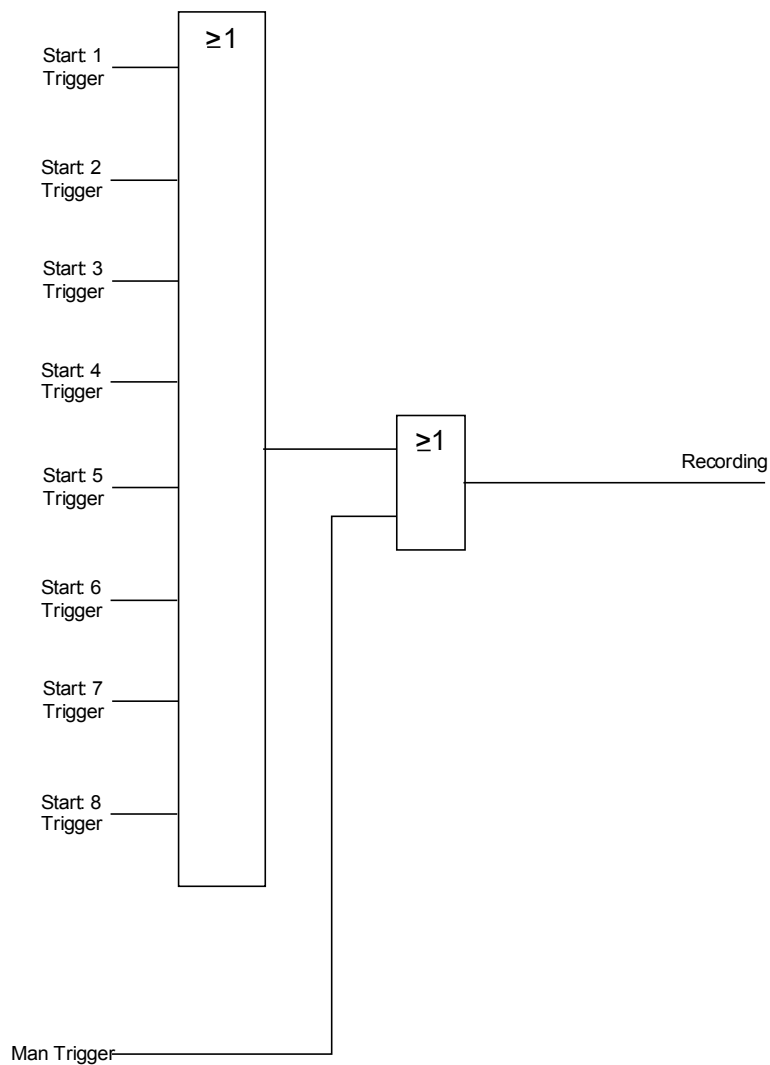 ≥1
Start: 1
Trigger
Start: 2
Trigger
Start: 3
Trigger
Start: 4
Trigger
≥1
Recording
Start: 5
Trigger
Start: 6
Trigger
Start: 7
Trigger
Start: 8
Trigger
Man Trigger